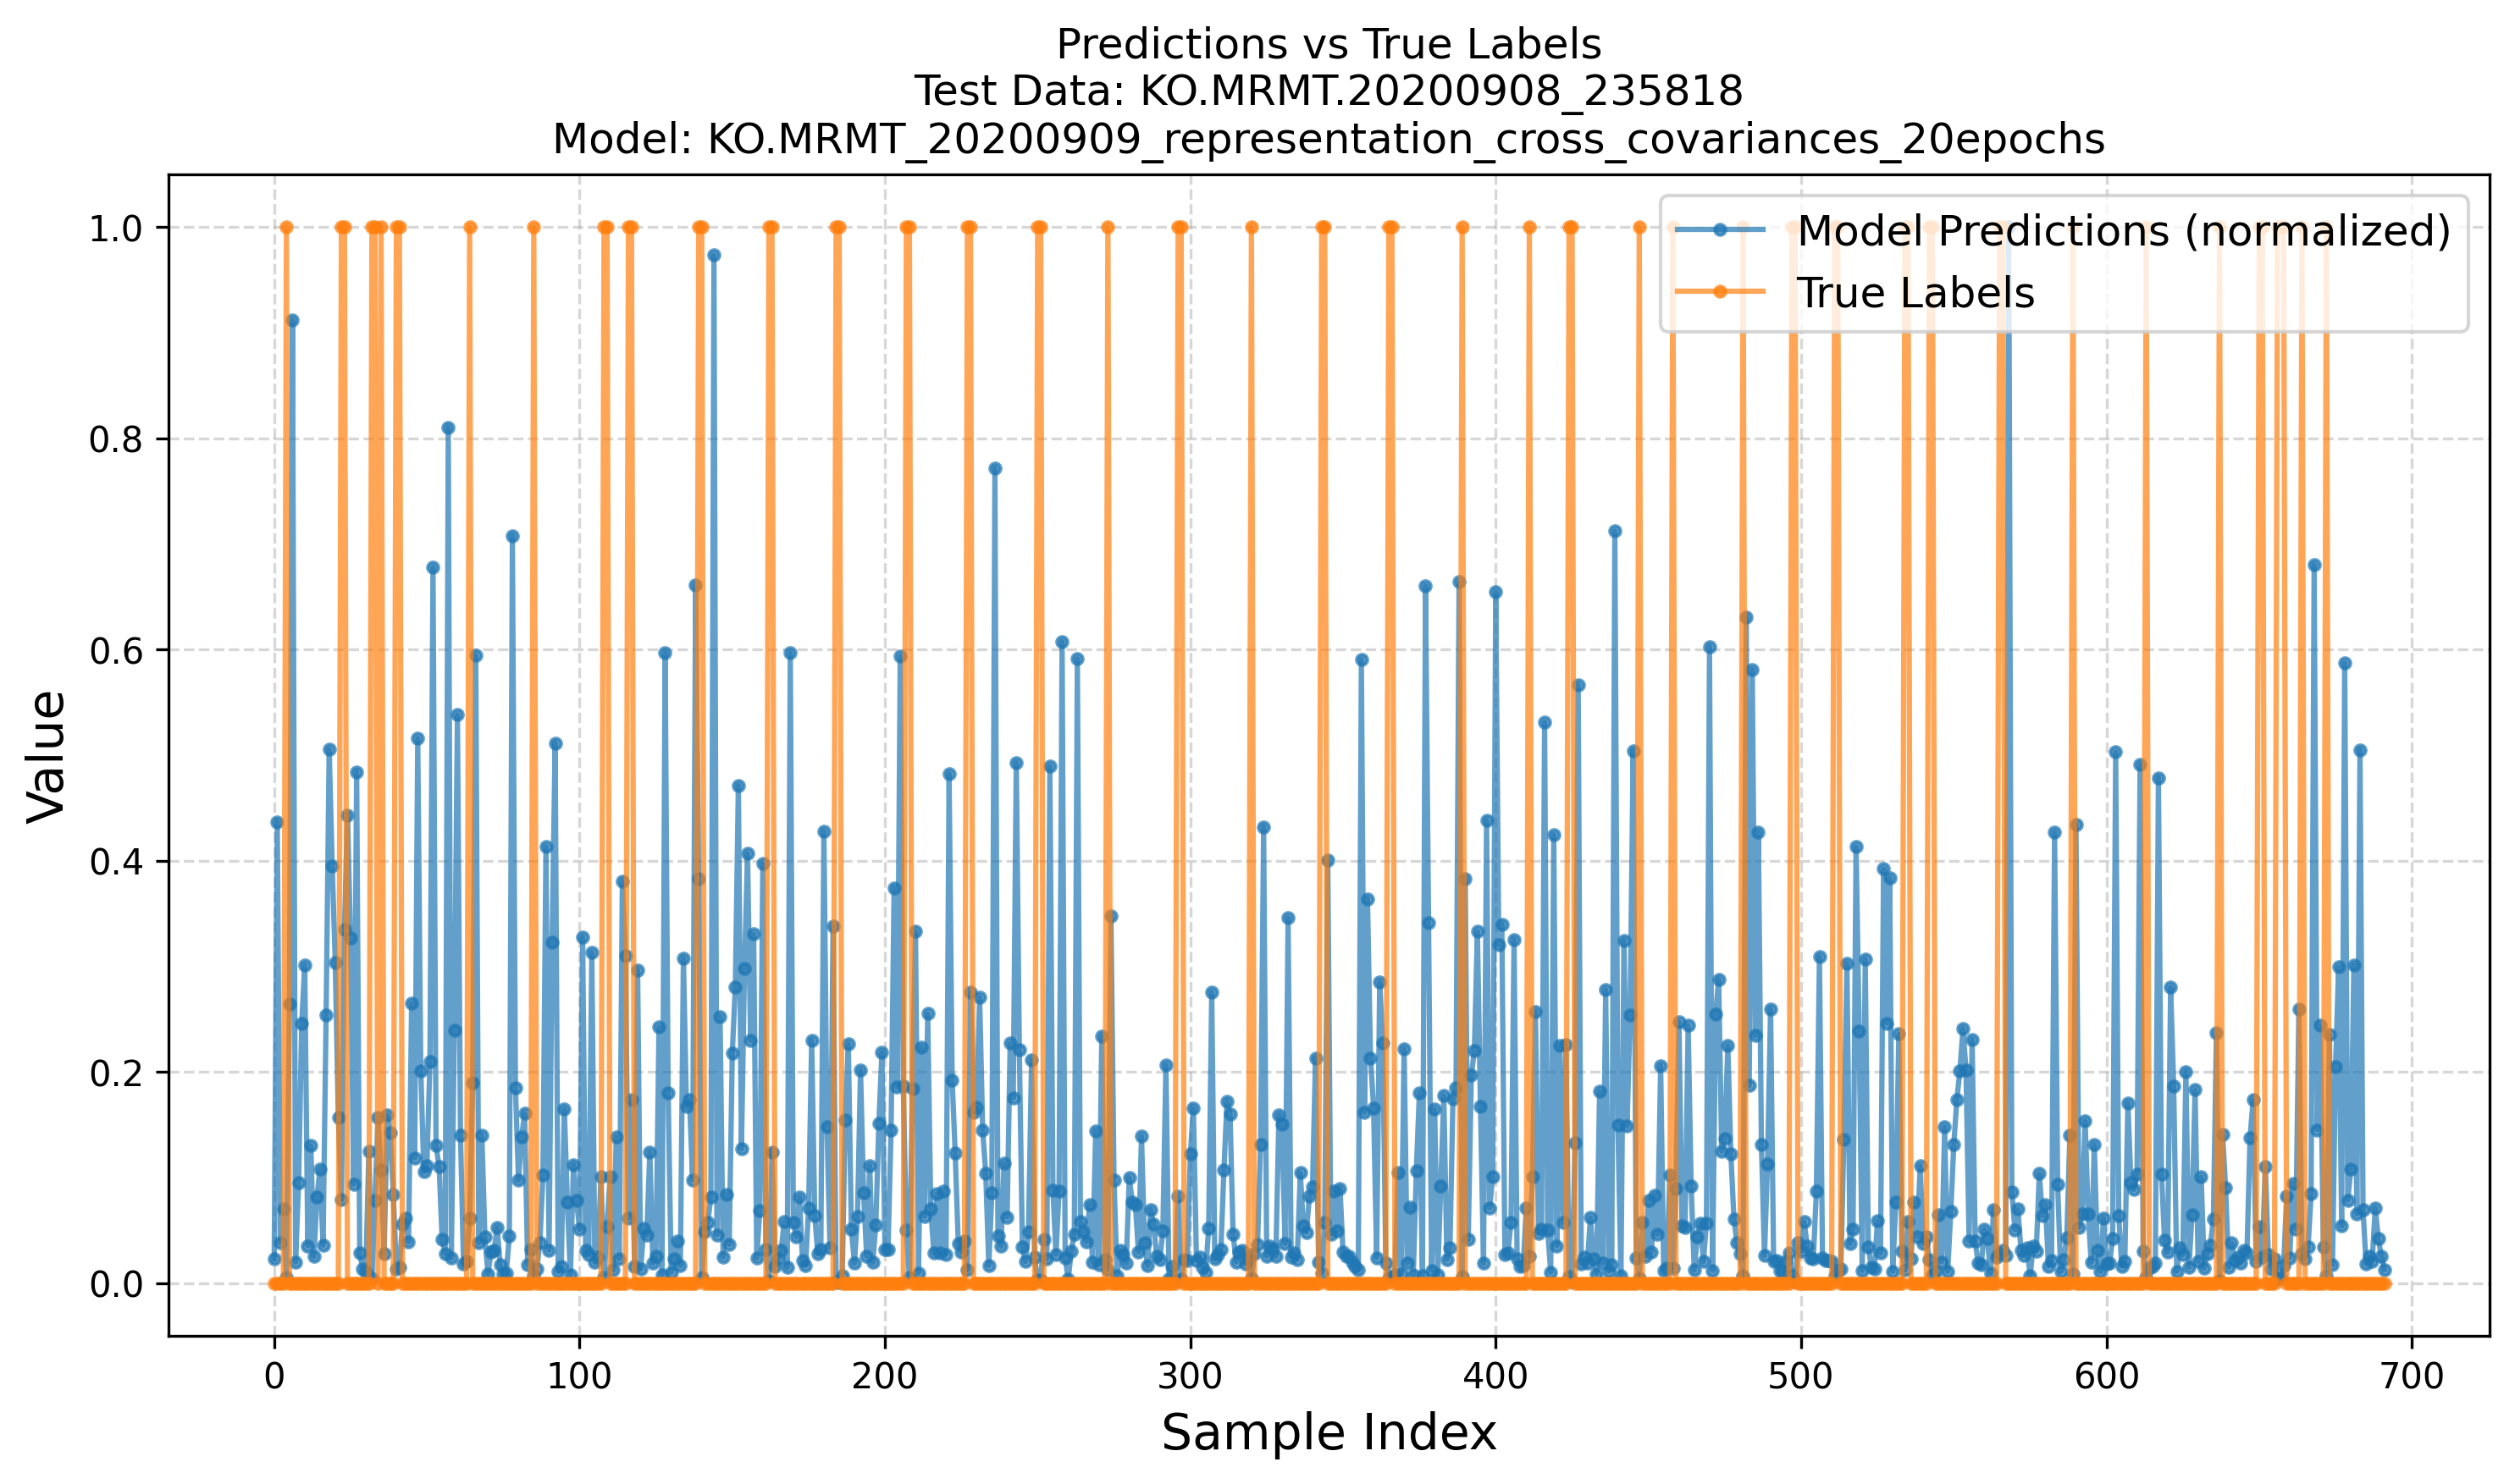 Predictions vs True Labels
Test Data: KO.MRMT.20200908_235818
Model: KO.MRMT_20200909_representation_cross_covariances_20epochs
Model Predictions (normalized)
True Labels
Value
1.0
0.8
0.6
0.4
0.2
0.0
0 100 200 300 400 500 600 700
Sample Index